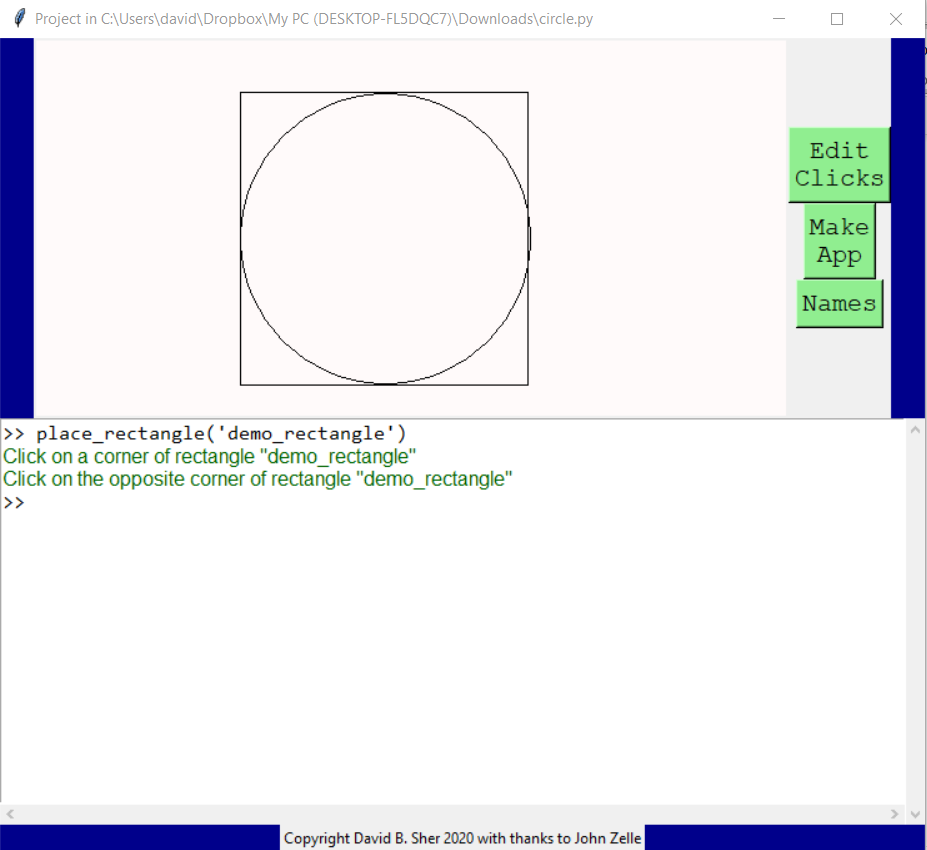 Project in C:\Users\david\Dropbox\My PC (DESKTOP-FL5DQC7)\Downloads\circle.py
Edit
Clicks
Make
App
Names
>> place_rectangle('demo_rectangle')
Click on a corner of rectangle "demo_rectangle"
Click on the opposite corner of rectangle "demo_rectangle"
>>
Copyright David B. Sher 2020 with thanks to John Zelle